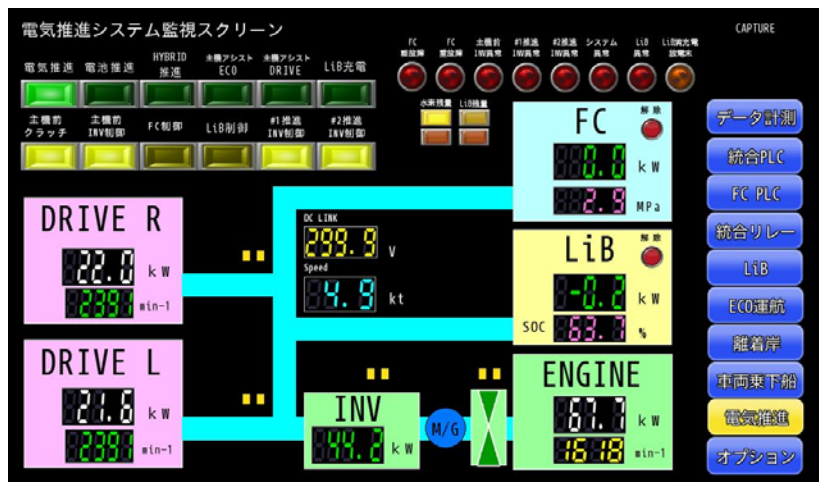 電気推進システム監視スクリーン
CAPTURE
電気推進
電池推進
HYBRID
推進
主機アシスト
ECO
主機アシスト
DRIVE
LiB充電
FC
軽故障
FC
重故障
主機前
INV異常
#1推進
INV異常
#2推進
INV異常
システム
異常
LiB
異常
LiB満充電
放電末
主機前
クラッチ
主機前
INV制御
FC制御
LiB制御
#1推進
INV制御
#2推進
INV制御
水素残量
LiB残量
FC
解除
0.0 kW
2.9 MPa
DRIVE R
22.0 kW
2391 min-1
DC LINK
299.9 V
Speed
4.9 kt
LiB
解除
-0.2 kW
SOC 63.7 %
DRIVE L
21.6 kW
2391 min-1
INV
44.2 kW
M/G
ENGINE
67.1 kW
1618 min-1
データ計測
統合PLC
FC PLC
統合リレー
LiB
ECO運航
離着岸
車両乗下船
電気推進
オプション